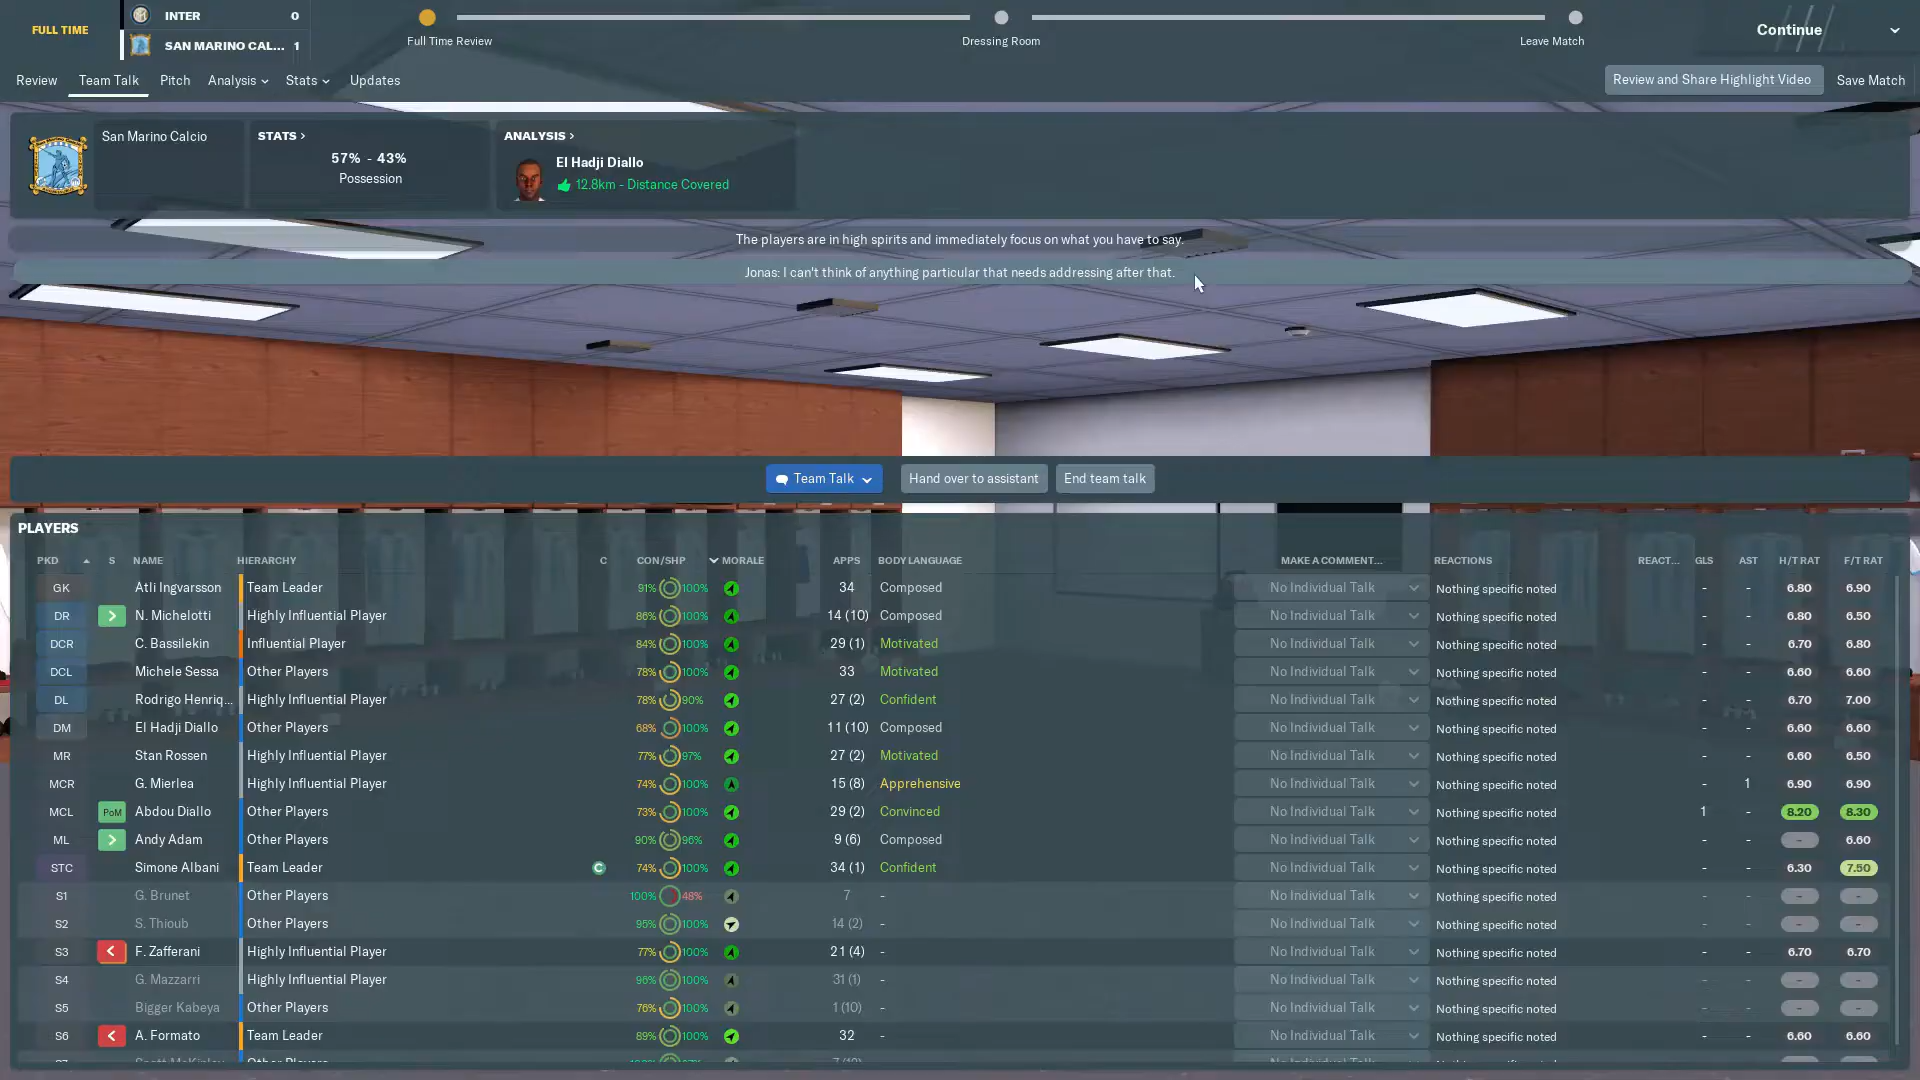 FULL TIME
INTER 0
SAN MARINO CAL... 1
Full Time Review
Dressing Room
Leave Match
Continue
Review Team Talk Pitch Analysis Stats Updates
Review and Share Highlight Video Save Match
San Marino Calcio
STATS >
57% - 43%
Possession
ANALYSIS >
El Hadji Diallo
12.8km - Distance Covered
The players are in high spirits and immediately focus on what you have to say.
Jonas: I can't think of anything particular that needs addressing after that.
Team Talk Hand over to assistant End team talk
PLAYERS
PKD S NAME HIERARCHY C CON/SHP MORALE APPS BODY LANGUAGE MAKE A COMMENT... REACTIONS REACT... GLS AST H/T RAT F/T RAT
GK Atli Ingvarsson Team Leader 91% 100% 34 Composed No Individual Talk Nothing specific noted - - 6.80 6.90
DR > N. Michelotti Highly Influential Player 86% 100% 14 (10) Composed No Individual Talk Nothing specific noted - - 6.80 6.50
DCR C. Bassilekin Influential Player 84% 100% 29 (1) Motivated No Individual Talk Nothing specific noted - - 6.70 6.80
DCL Michele Sessa Other Players 78% 100% 33 Motivated No Individual Talk Nothing specific noted - - 6.60 6.60
DL Rodrigo Henriq... Highly Influential Player 78% 90% 27 (2) Confident No Individual Talk Nothing specific noted - - 6.70 7.00
DM El Hadji Diallo Other Players 68% 100% 11 (10) Composed No Individual Talk Nothing specific noted - - 6.60 6.60
MR Stan Rossen Highly Influential Player 77% 97% 27 (2) Motivated No Individual Talk Nothing specific noted - - 6.60 6.50
MCR G. Mierlea Highly Influential Player 74% 100% 15 (8) Apprehensive No Individual Talk Nothing specific noted - 1 6.90 6.90
MCL PoM Abdou Diallo Other Players 73% 100% 29 (2) Convinced No Individual Talk Nothing specific noted 1 - 8.20 8.30
ML > Andy Adam Other Players 90% 96% 9 (6) Composed No Individual Talk Nothing specific noted - - - 6.60
STC Simone Albani Team Leader C 74% 100% 34 (1) Confident No Individual Talk Nothing specific noted - - 6.30 7.50
S1 G. Brunet Other Players 100% 48% 7 - No Individual Talk Nothing specific noted - - - -
S2 S. Thioub Other Players 95% 100% 14 (2) - No Individual Talk Nothing specific noted - - - -
S3 < F. Zafferani Highly Influential Player 77% 100% 21 (4) - No Individual Talk Nothing specific noted - - 6.70 6.70
S4 G. Mazzarri Highly Influential Player 96% 100% 31 (1) - No Individual Talk Nothing specific noted - - - -
S5 Bigger Kabeya Other Players 76% 100% 1 (10) - No Individual Talk Nothing specific noted - - - -
S6 < A. Formato Team Leader 89% 100% 32 - No Individual Talk Nothing specific noted - - 6.60 6.60